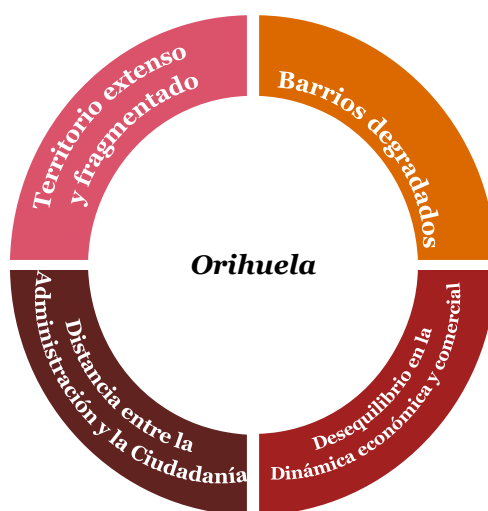 Territorio extenso
y fragmentado
Barrios degradados
Orihuela
Distancia entre la
Administración y la Ciudadanía
Desequilibrio en la
Dinámica económica y comercial